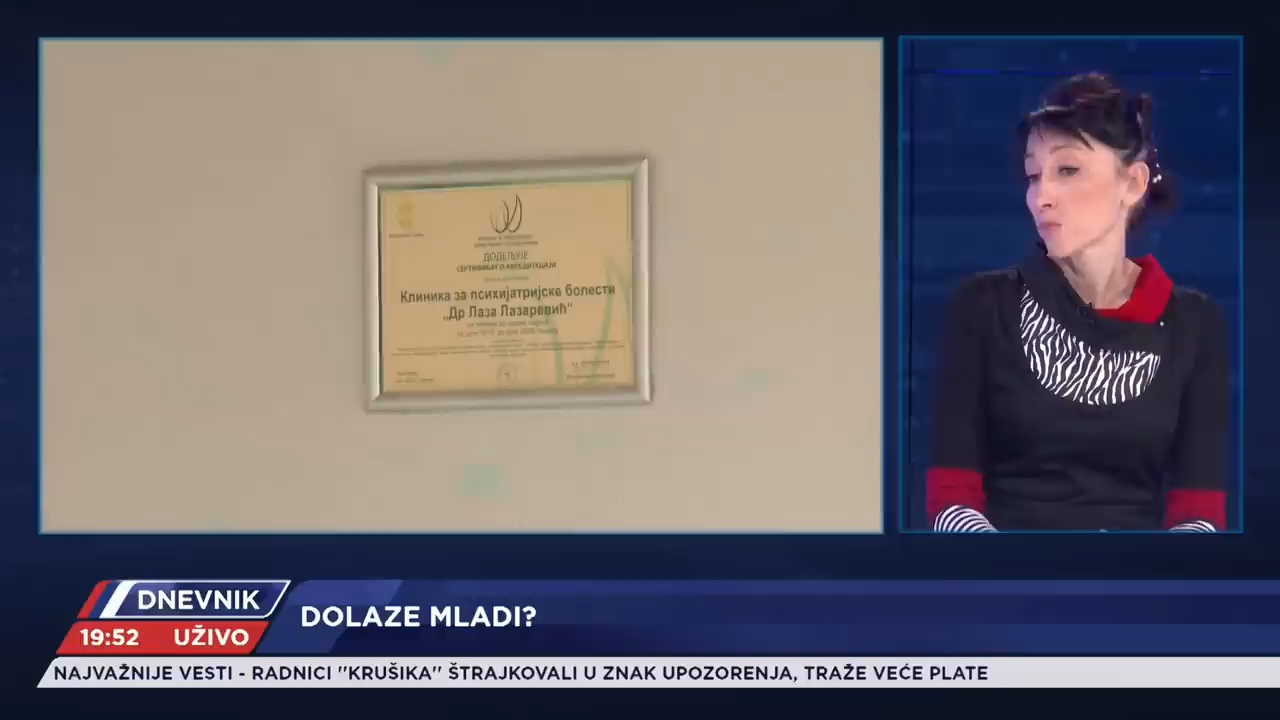 ДОДЕЉУЈЕ
СЕРТИФИКАТ О АКРЕДИТАЦИЈИ
Клиника за психијатријске болести
„Др Лаза Лазаревић“
DNEVNIK
19:52 UŽIVO
DOLAZE MLADI?
NAJVAŽNIJE VESTI - RADNICI "KRUŠIKA" ŠTRAJKOVALI U ZNAK UPOZORENJA, TRAŽE VEĆE PLATE